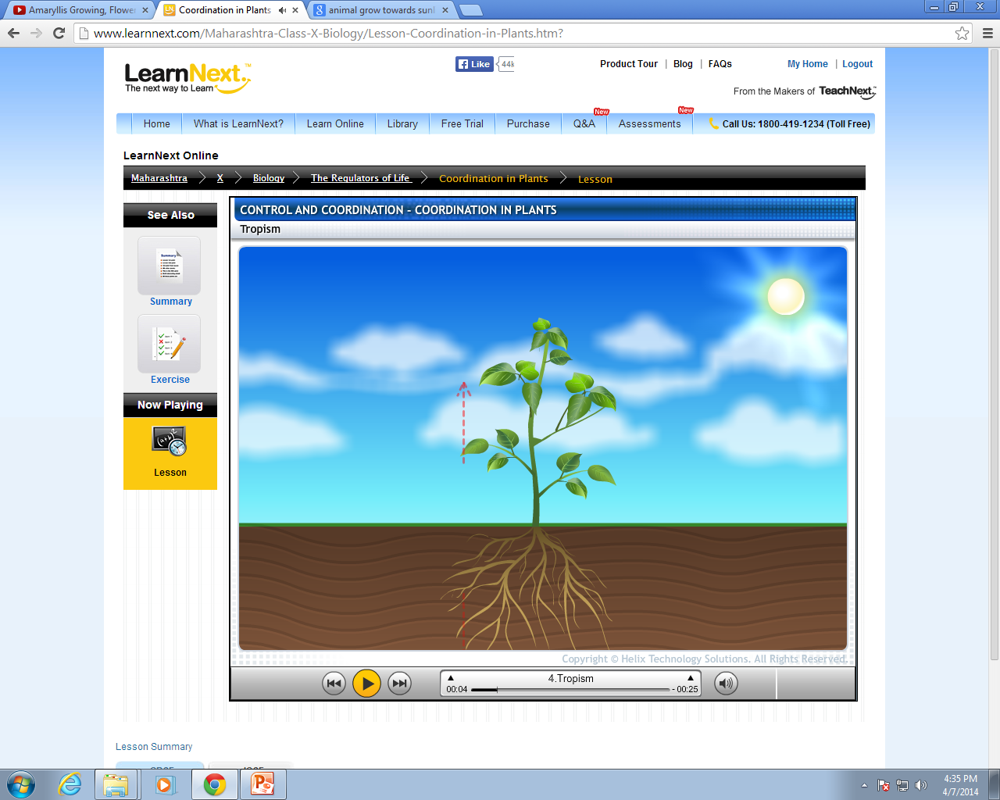 Amaryllis Growing, Flower
Coordination in Plants
animal grow towards sunl
www.learnnext.com/Maharashtra-Class-X-Biology/Lesson-Coordination-in-Plants.htm?
LearnNext.™
The next way to Learn
Like
44k
Product Tour | Blog | FAQs
My Home | Logout
From the Makers of TeachNext.
Home
What is LearnNext?
Learn Online
Library
Free Trial
Purchase
Q&A
New
Assessments
New
Call Us: 1800-419-1234 (Toll Free)
LearnNext Online
Maharashtra
X
Biology
The Regulators of Life
Coordination in Plants
Lesson
See Also
Summary
Summary
Exercise
Now Playing
Lesson
CONTROL AND COORDINATION - COORDINATION IN PLANTS
Tropism
Copyright © Helix Technology Solutions. All Rights Reserved.
4.Tropism
00:04
- 00:25
Lesson Summary
4:35 PM
4/7/2014